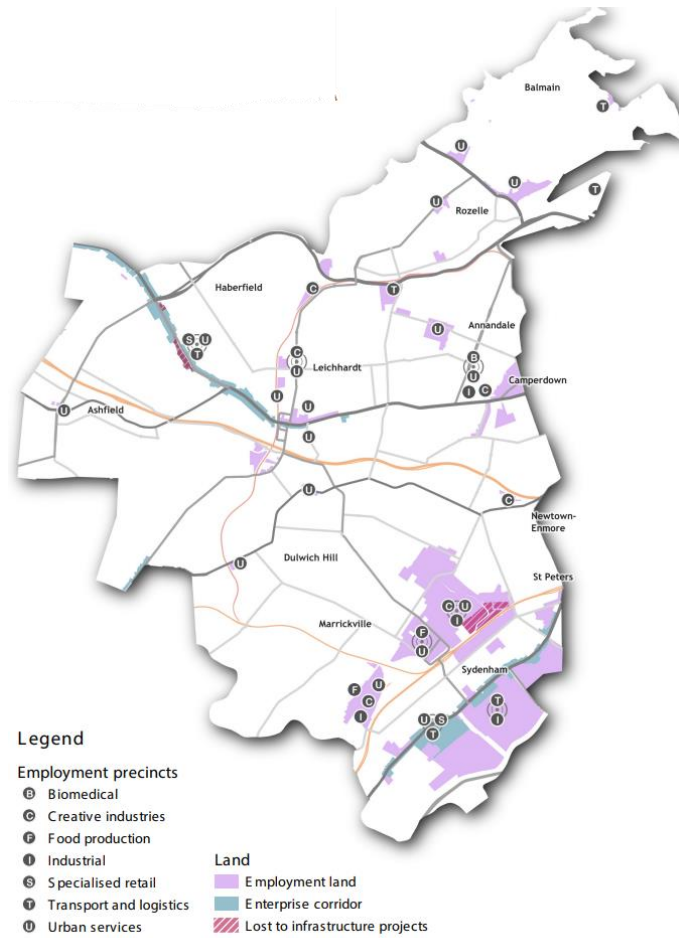 Balmain
T
U
U
T
U
Rozelle
Haberfield
C
T
S U
T
U
Annandale
C
U
Leichhardt
B
U
I C
Camperdown
U
U
U
Ashfield
U
U
C
Newtown-
Enmore
Dulwich Hill
U
St Peters
C U
I
Marrickville
F
U
Sydenham
F U
C
I
T
I
U S
T
Legend
Employment precincts
B Biomedical
C Creative industries
F Food production
I Industrial
S Specialised retail
T Transport and logistics
U Urban services
Land
Employment land
Enterprise corridor
Lost to infrastructure projects